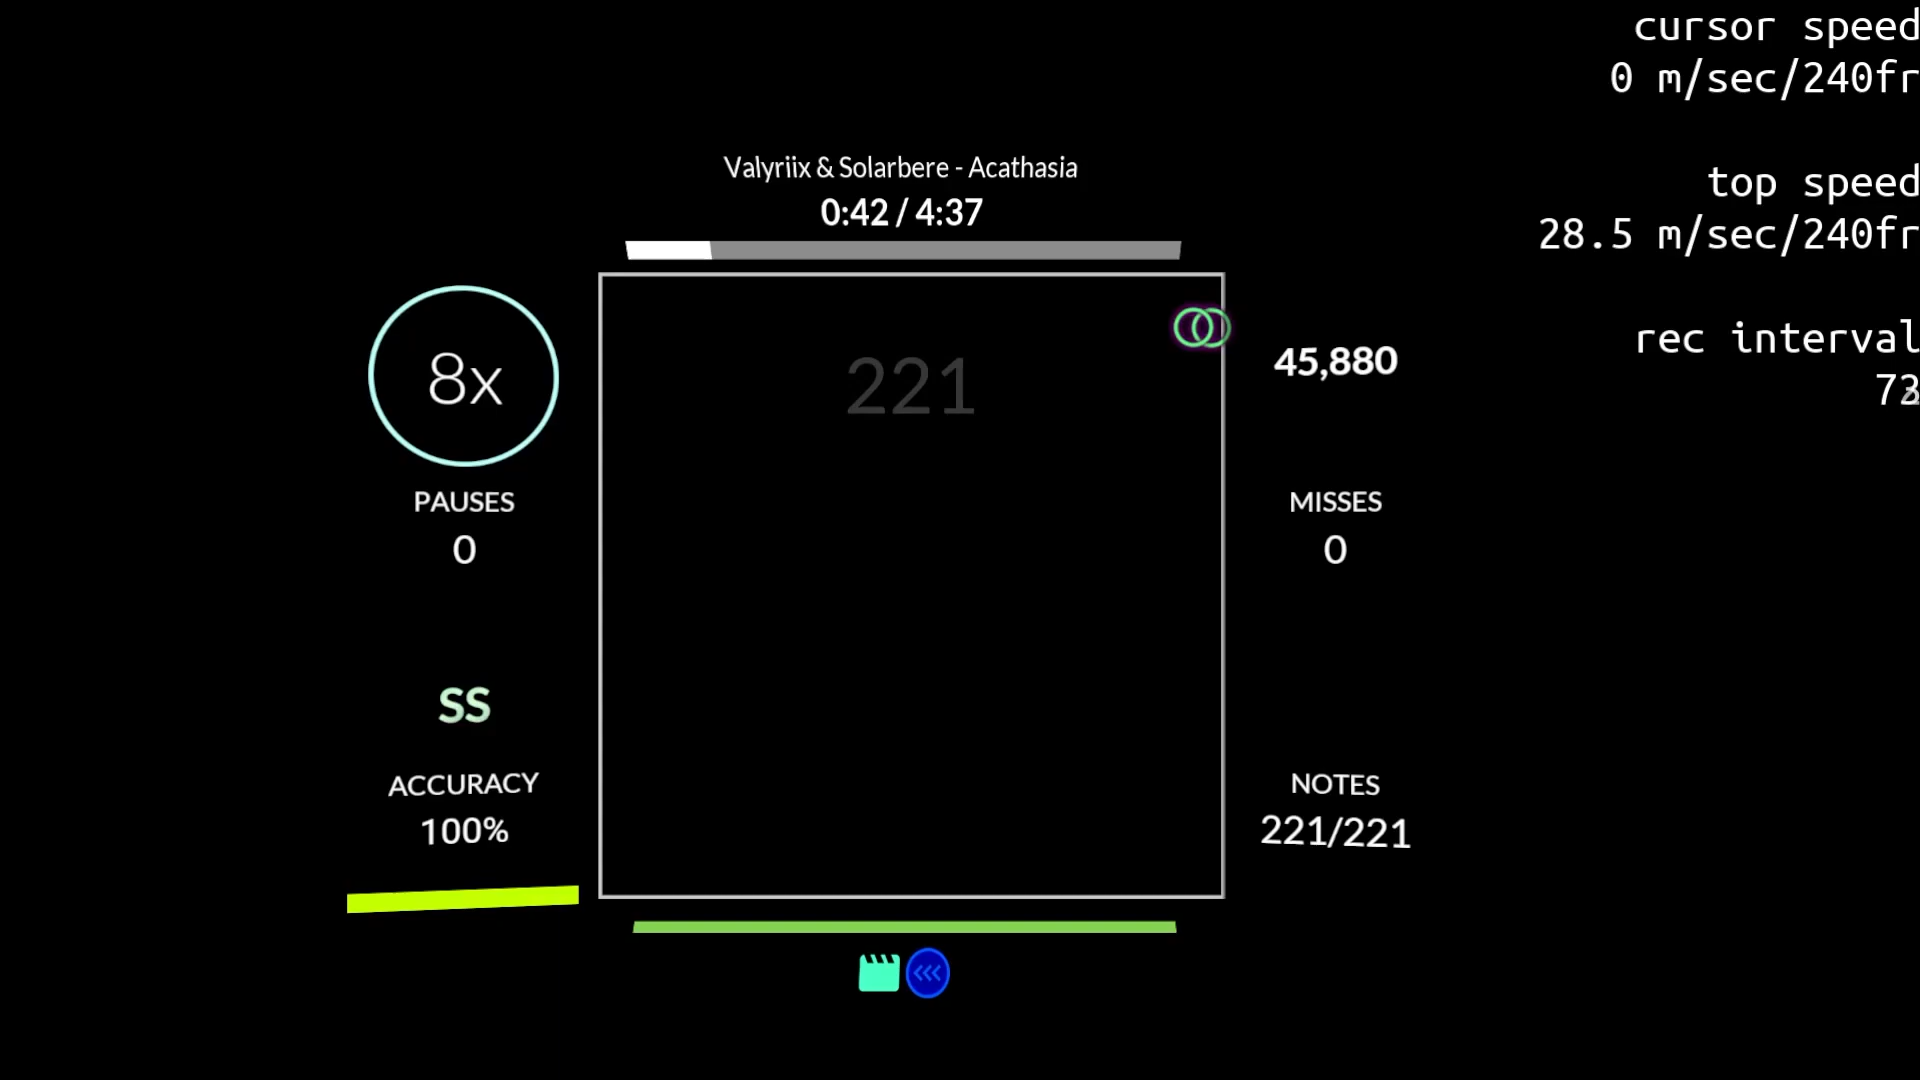 cursor speed
0 m/sec/240fr
top speed
28.5 m/sec/240fr
rec interval
Valyriix & Solarbere - Acathasia
0:42 / 4:37
8x
221
45,880
PAUSES
0
MISSES
0
SS
ACCURACY
100%
NOTES
221/221